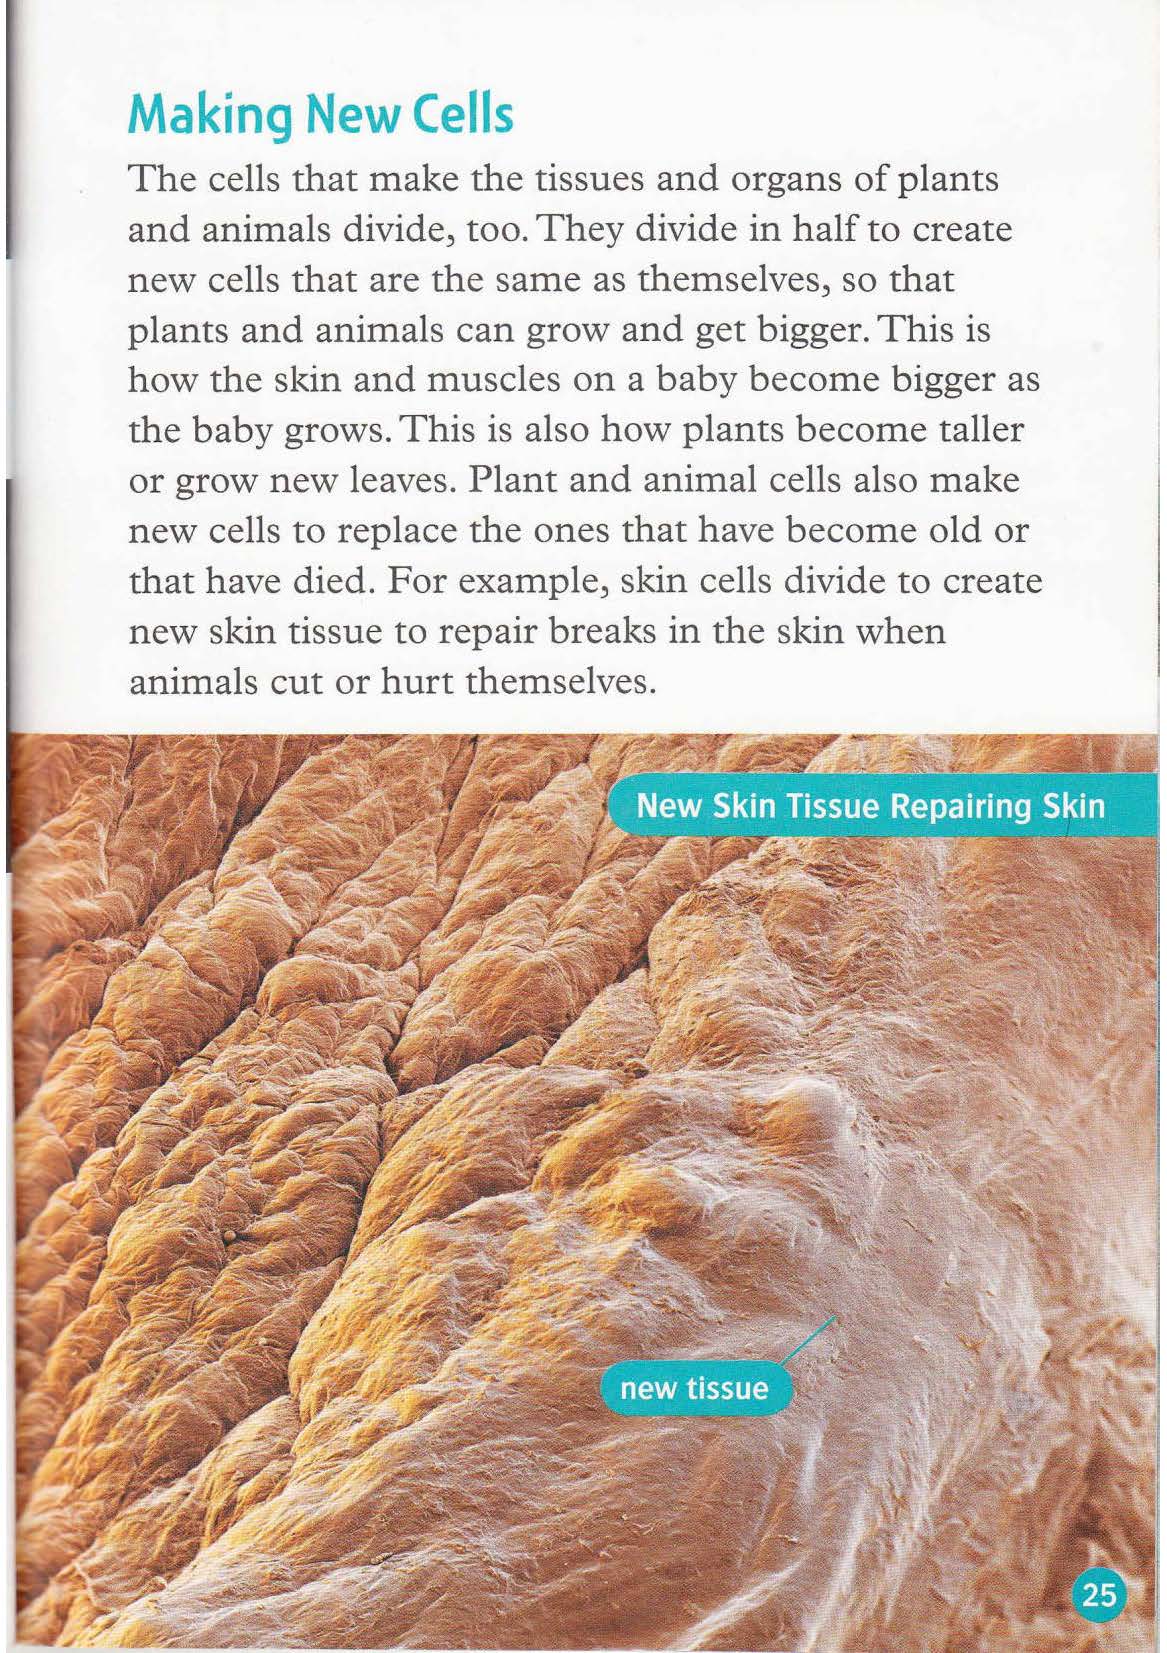 Making New Cells
The cells that make the tissues and organs of plants
and animals divide, too. They divide in half to create
new cells that are the same as themselves, so that
plants and animals can grow and get bigger. This is
how the skin and muscles on a baby become bigger as
the baby grows. This is also how plants become taller
or grow new leaves. Plant and animal cells also make
new cells to replace the ones that have become old or
that have died. For example, skin cells divide to create
new skin tissue to repair breaks in the skin when
animals cut or hurt themselves.
New Skin Tissue Repairing Skin
new tissue
25